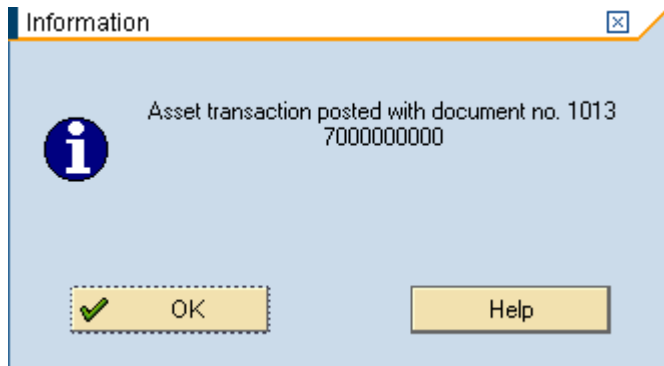 Information
Asset transaction posted with document no. 1013
7000000000
OK
Help